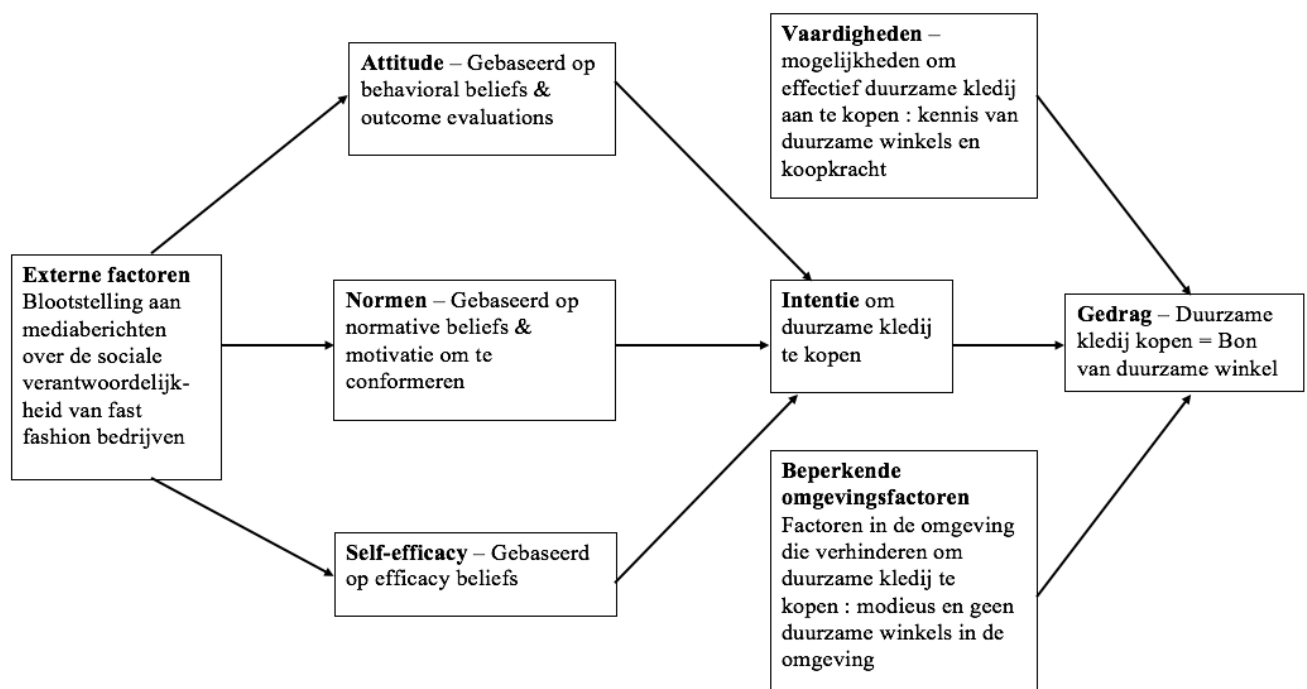 Externe factoren
Blootstelling aan
mediaberichten
over de sociale
verantwoordelijk-
heid van fast
fashion bedrijven
Attitude – Gebaseerd op
behavioral beliefs &
outcome evaluations
Normen – Gebaseerd op
normative beliefs &
motivatie om te
conformeren
Self-efficacy – Gebaseerd
op efficacy beliefs
Vaardigheden –
mogelijkheden om
effectief duurzame kledij
aan te kopen : kennis van
duurzame winkels en
koopkracht
Intentie om
duurzame kledij
te kopen
Beperkende
omgevingsfactoren
Factoren in de omgeving
die verhinderen om
duurzame kledij te
kopen : modieus en geen
duurzame winkels in de
omgeving
Gedrag – Duurzame
kledij kopen = Bon
van duurzame winkel